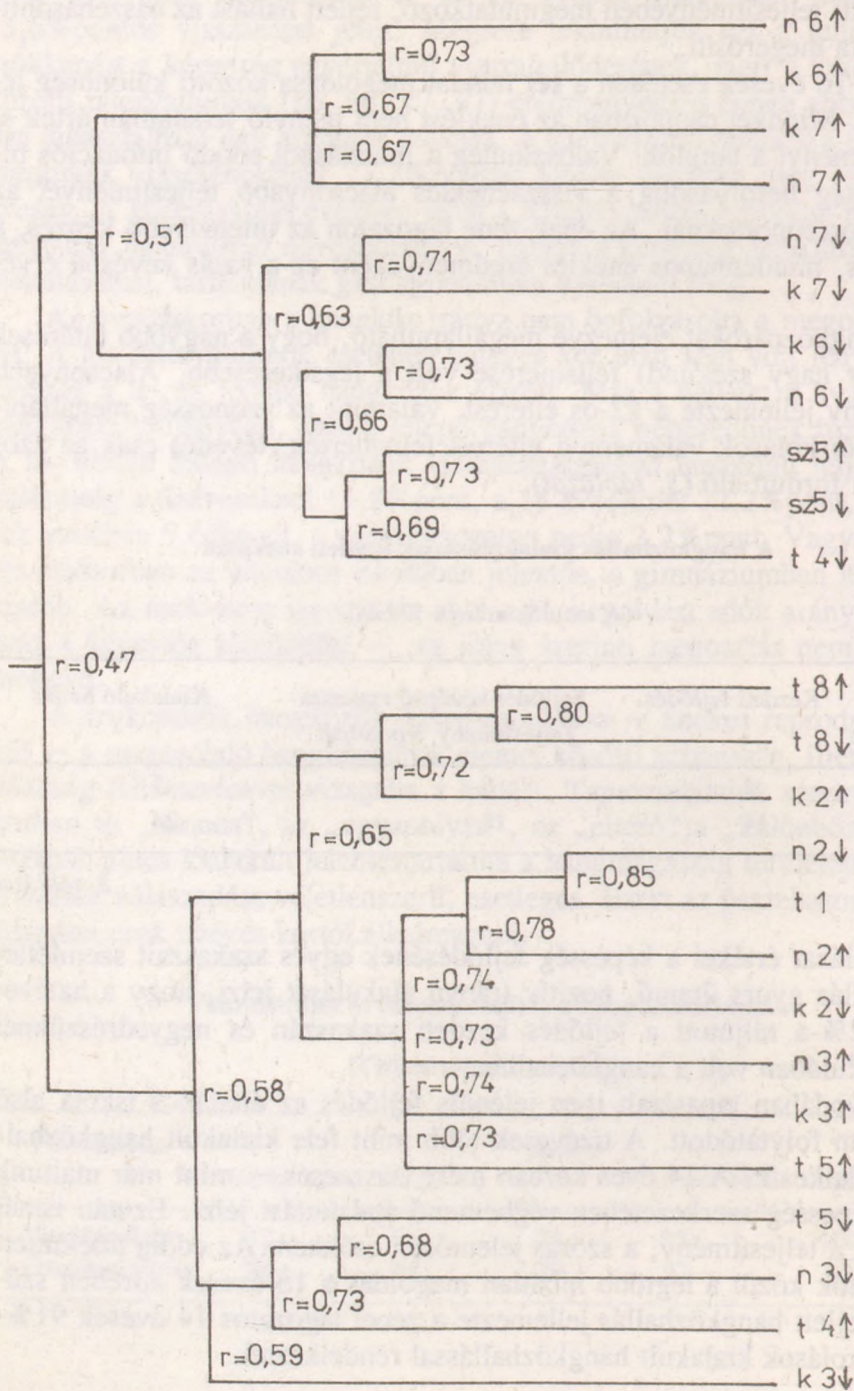 n 6↑
r=0,73
k 6↑
r=0,67
k 7↑
r=0,67
n 7↑
r=0,51
n 7↓
r=0,71
k 7↓
r=0,63
k 6↓
r=0,73
n 6↓
r=0,66
sz5↑
r=0,73
sz5↓
r=0,69
t 4↓
r=0,47
t 8↑
r=0,80
t 8↓
r=0,72
k 2↑
r=0,65
n 2↓
r=0,85
t 1
r=0,78
n 2↑
r=0,74
k 2↓
r=0,73
n 3↑
r=0,74
r=0,58
k 3↑
r=0,73
t 5↑
t 5↓
r=0,68
n 3↓
r=0,73
t 4↑
r=0,59
k 3↓